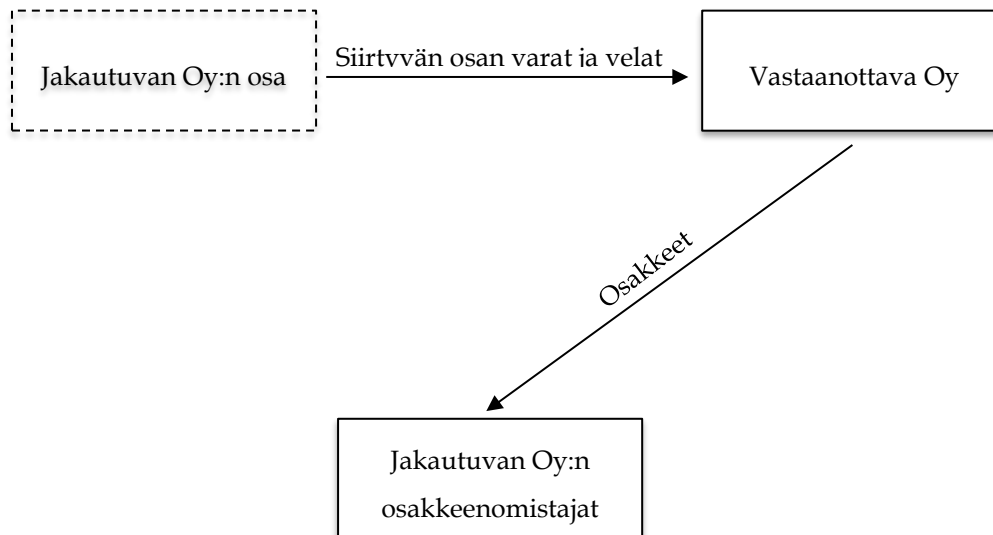 Jakautuvan Oy:n osa
Siirtyvän osan varat ja velat
Vastaanottava Oy
Osakkeet
Jakautuvan Oy:n
osakkeenomistajat